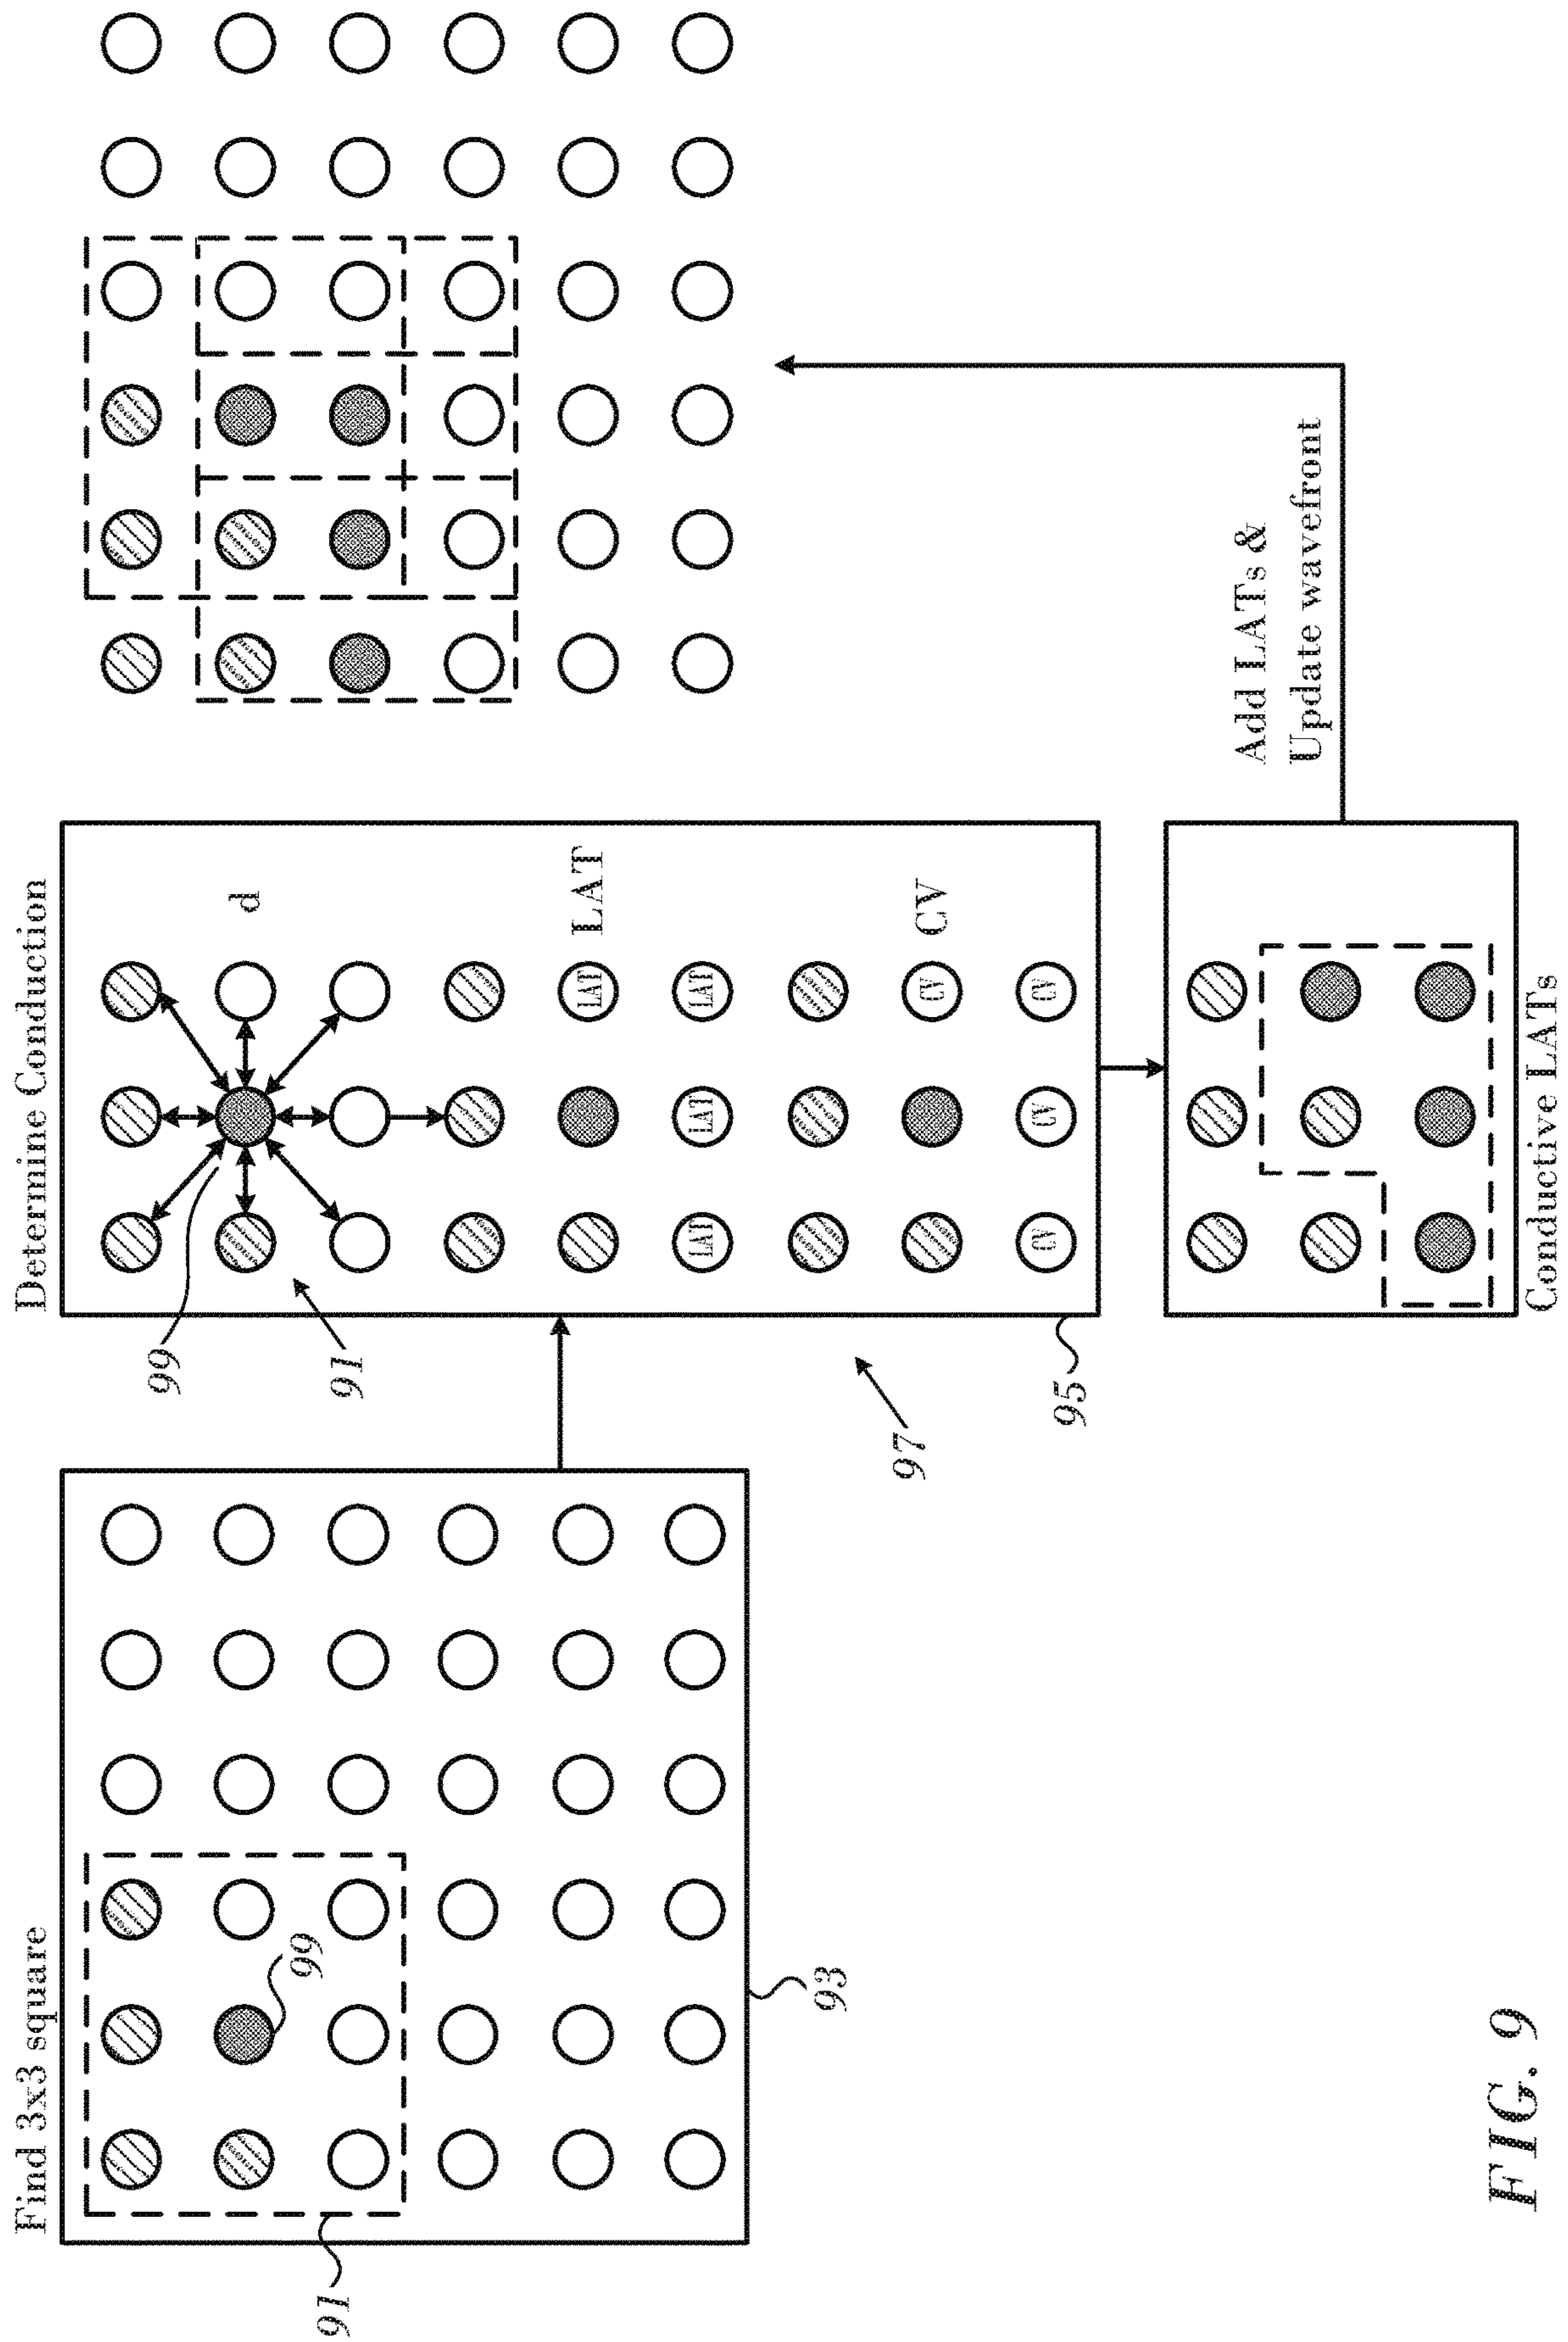 Find 3x3 square
99
91
93
Determine Conduction
99
91
d
LAT
LAT
LAT
LAT
LAT
CV
CV
CV
CV
CV
97
95
Conductive LATs
Add LATs &
Update wavefront
FIG. 9